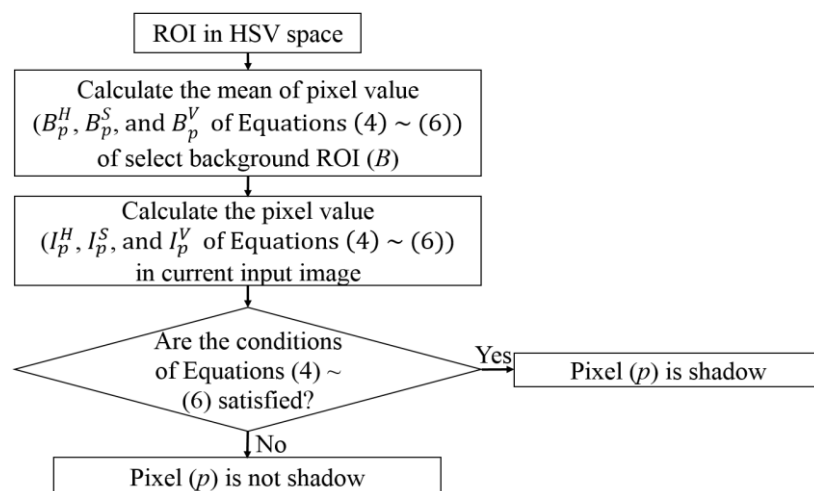 ROI in HSV space
Calculate the mean of pixel value
($B_p^H$, $B_p^S$, and $B_p^V$ of Equations (4) ~ (6))
of select background ROI (B)
Calculate the pixel value
($I_p^H$, $I_p^S$, and $I_p^V$ of Equations (4) ~ (6))
in current input image
Are the conditions
of Equations (4) ~
(6) satisfied?
Yes
Pixel (p) is shadow
No
Pixel (p) is not shadow